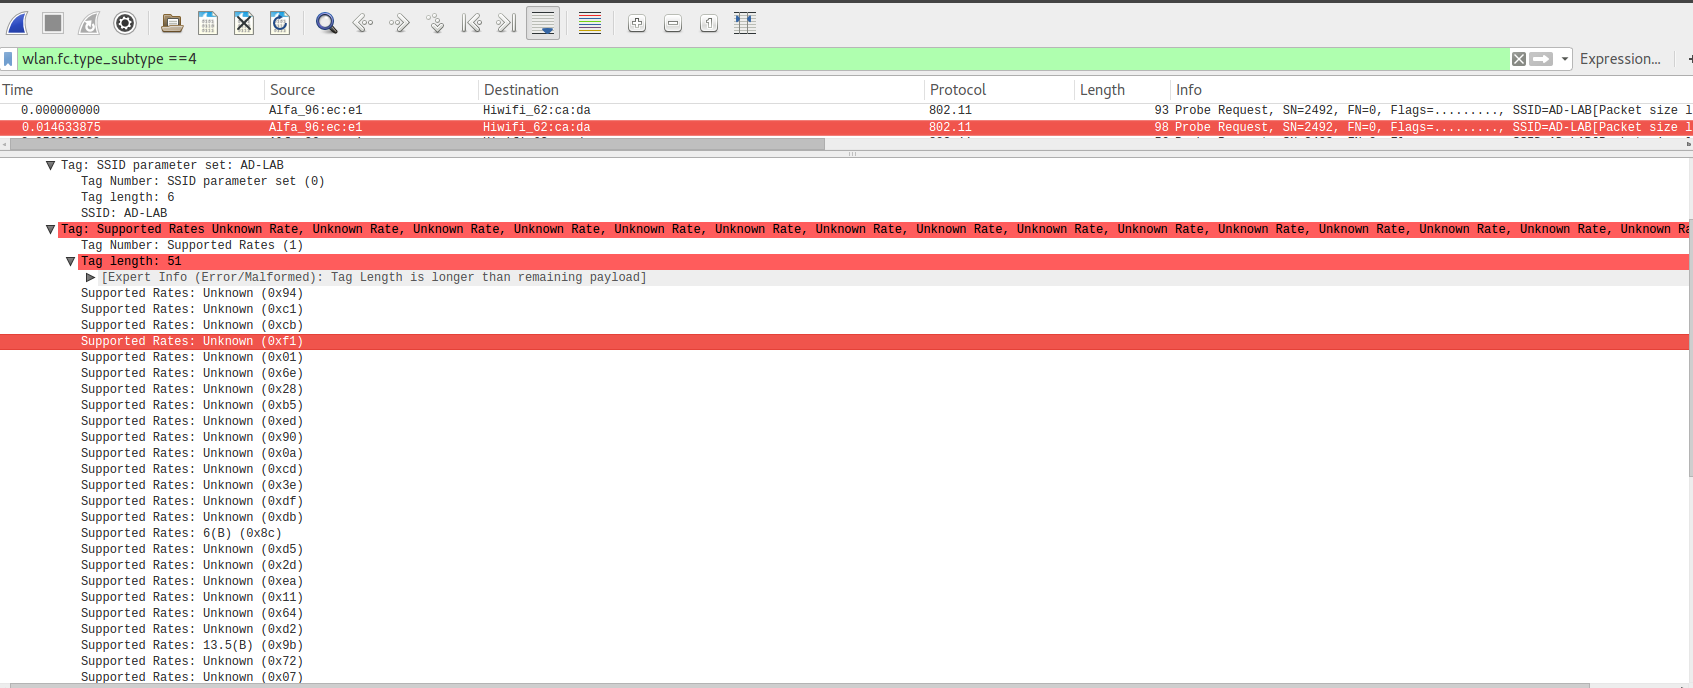 wlan.fc.type_subtype ==4
Expression...
Time Source Destination Protocol Length Info
0.000000000 Alfa_96:ec:e1 Hiwifi_62:ca:da 802.11 93 Probe Request, SN=2492, FN=0, Flags=........., SSID=AD-LAB[Packet size l
0.014633875 Alfa_96:ec:e1 Hiwifi_62:ca:da 802.11 98 Probe Request, SN=2492, FN=0, Flags=........., SSID=AD-LAB[Packet size l
Tag: SSID parameter set: AD-LAB
Tag Number: SSID parameter set (0)
Tag length: 6
SSID: AD-LAB
Tag: Supported Rates Unknown Rate, Unknown Rate, Unknown Rate, Unknown Rate, Unknown Rate, Unknown Rate, Unknown Rate, Unknown Rate, Unknown Rate, Unknown Rate, Unknown Rate, Unknown Rate, Unknown Rate, Unknown Rate, Unknown Ra
Tag Number: Supported Rates (1)
Tag length: 51
[Expert Info (Error/Malformed): Tag Length is longer than remaining payload]
Supported Rates: Unknown (0x94)
Supported Rates: Unknown (0xc1)
Supported Rates: Unknown (0xcb)
Supported Rates: Unknown (0xf1)
Supported Rates: Unknown (0x01)
Supported Rates: Unknown (0x6e)
Supported Rates: Unknown (0x28)
Supported Rates: Unknown (0xb5)
Supported Rates: Unknown (0xed)
Supported Rates: Unknown (0x90)
Supported Rates: Unknown (0x0a)
Supported Rates: Unknown (0xcd)
Supported Rates: Unknown (0x3e)
Supported Rates: Unknown (0xdf)
Supported Rates: Unknown (0xdb)
Supported Rates: 6(B) (0x8c)
Supported Rates: Unknown (0xd5)
Supported Rates: Unknown (0x2d)
Supported Rates: Unknown (0xea)
Supported Rates: Unknown (0x11)
Supported Rates: Unknown (0x64)
Supported Rates: Unknown (0xd2)
Supported Rates: 13.5(B) (0x9b)
Supported Rates: Unknown (0x72)
Supported Rates: Unknown (0x07)